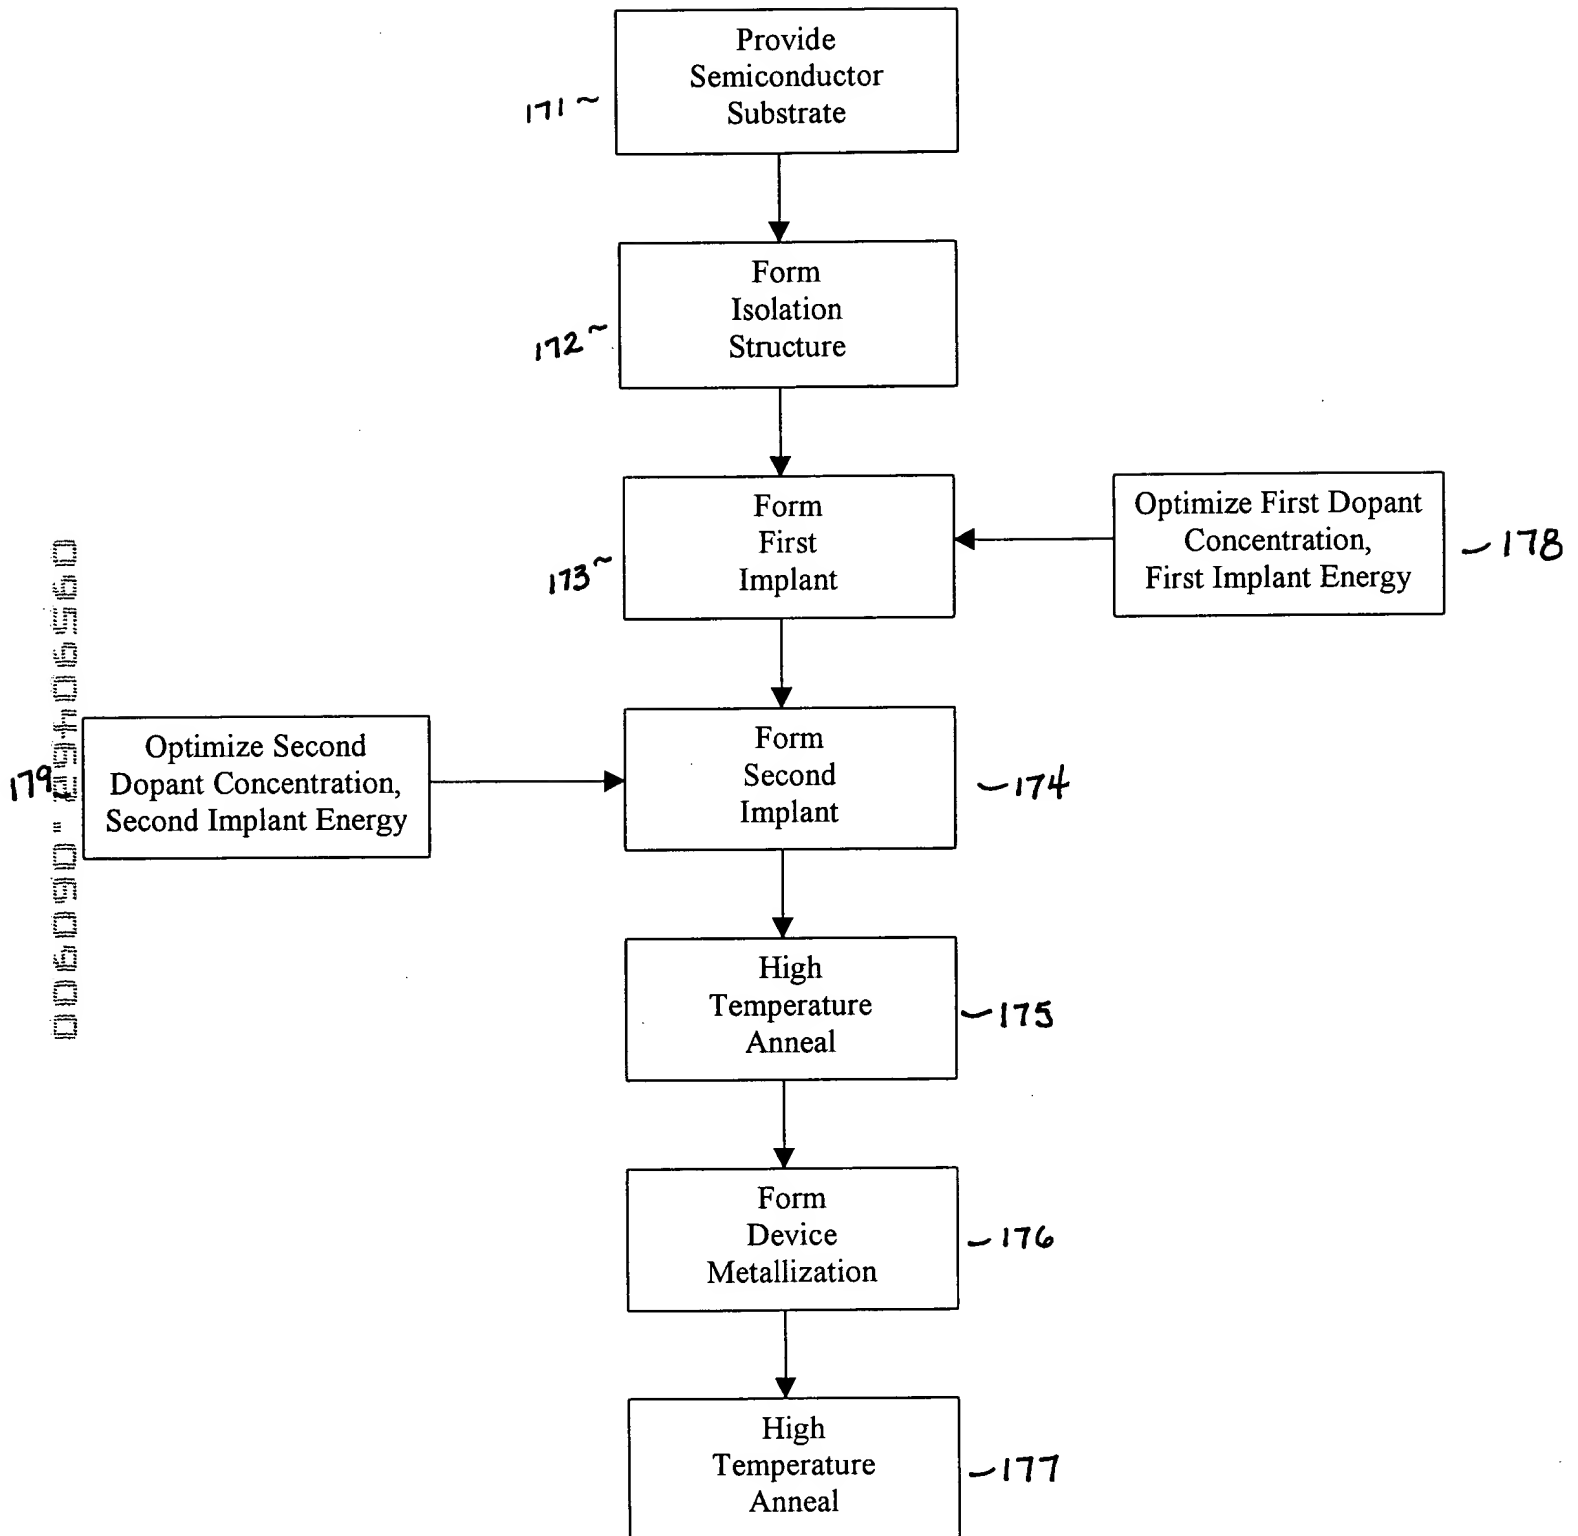 Provide
Semiconductor
Substrate
171
Form
Isolation
Structure
172
Form
First
Implant
173
Optimize First Dopant
Concentration,
First Implant Energy
178
Optimize Second
Dopant Concentration,
Second Implant Energy
179
Form
Second
Implant
174
High
Temperature
Anneal
175
Form
Device
Metallization
176
High
Temperature
Anneal
177